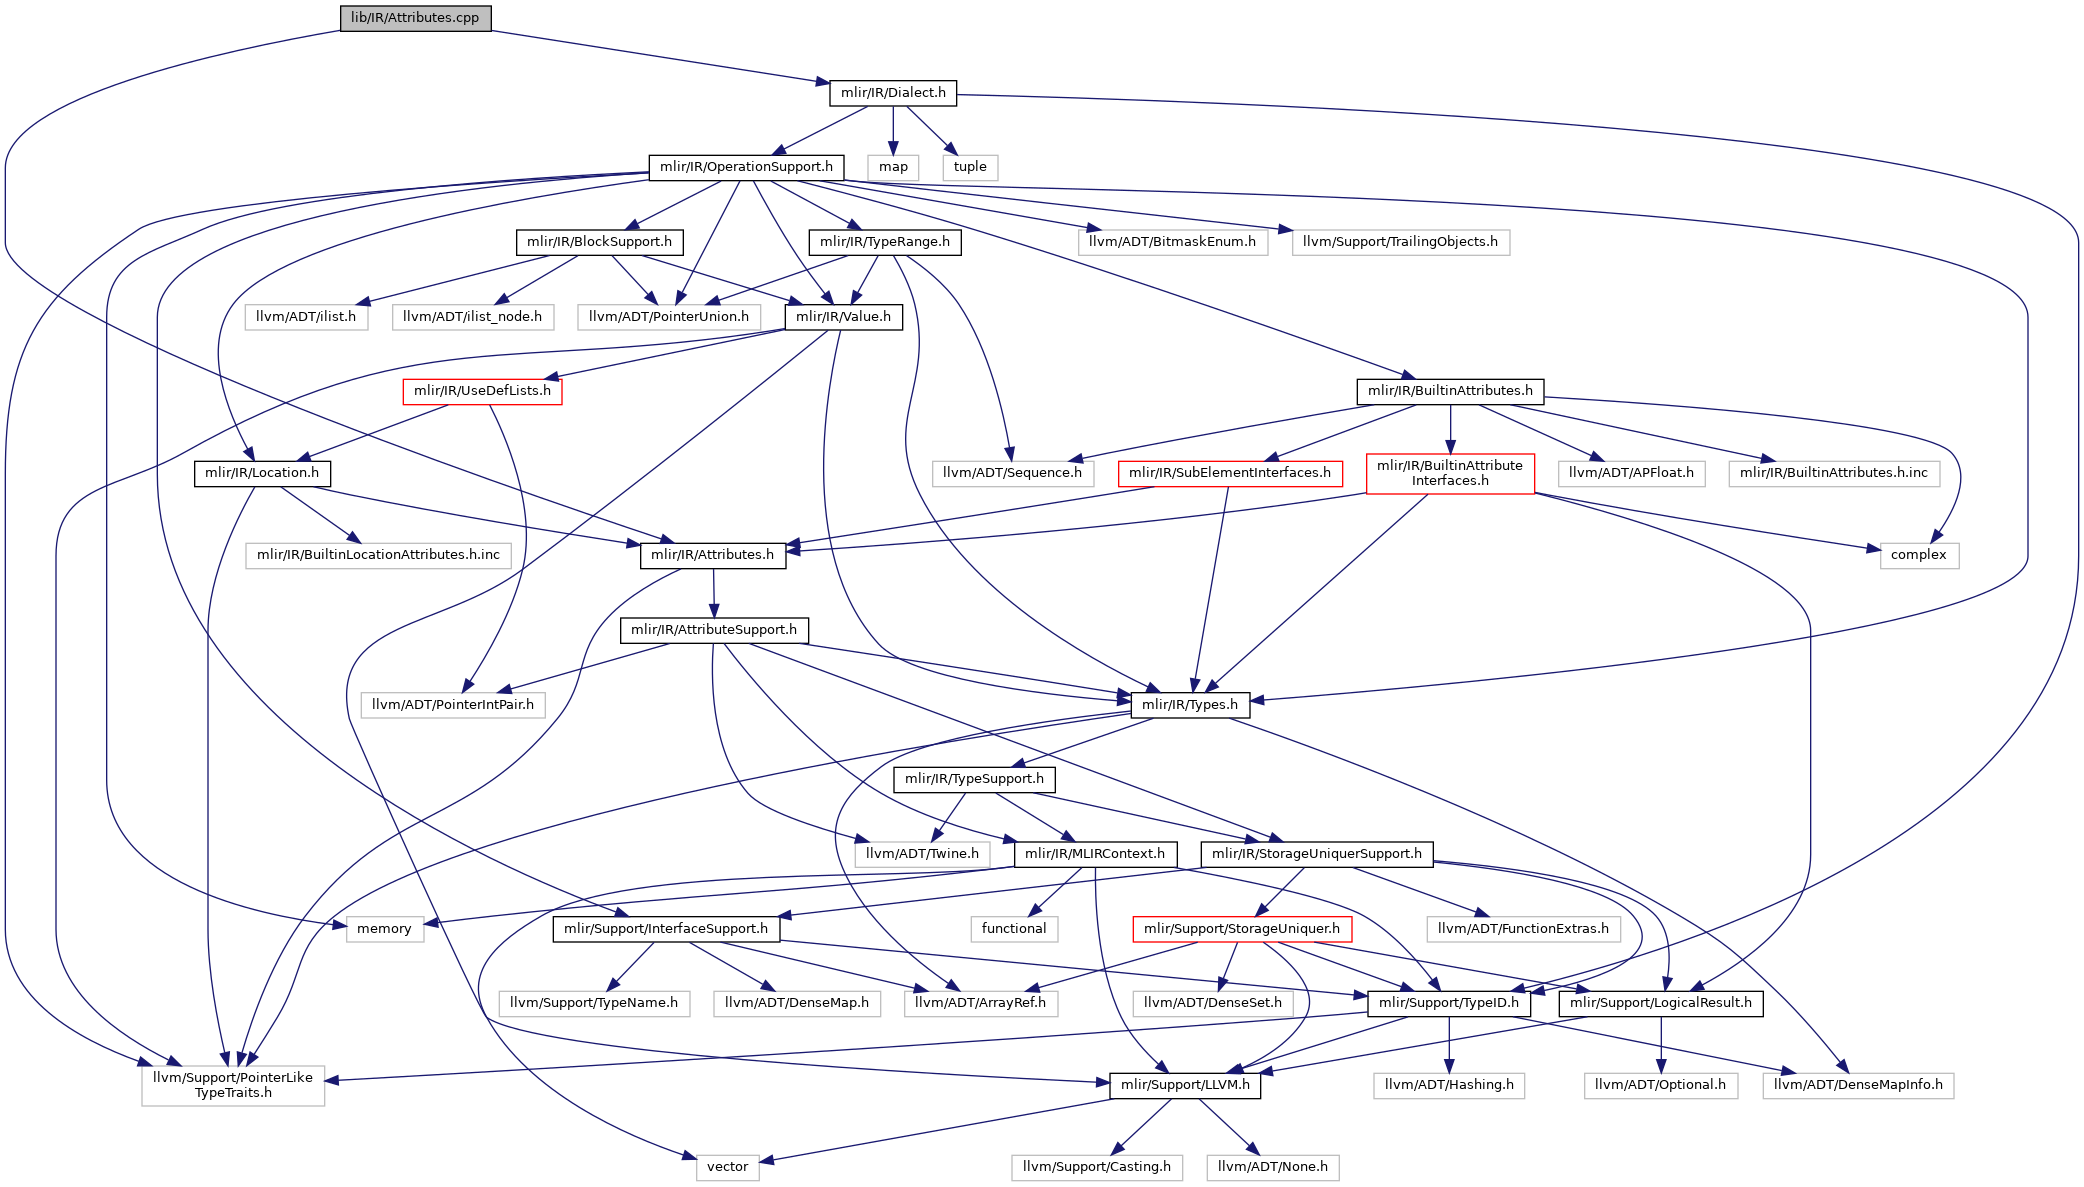 lib/IR/Attributes.cpp
mlir/IR/Dialect.h
mlir/IR/OperationSupport.h
map
tuple
mlir/IR/BlockSupport.h
mlir/IR/TypeRange.h
llvm/ADT/BitmaskEnum.h
llvm/Support/TrailingObjects.h
llvm/ADT/ilist.h
llvm/ADT/ilist_node.h
llvm/ADT/PointerUnion.h
mlir/IR/Value.h
mlir/IR/UseDefLists.h
mlir/IR/BuiltinAttributes.h
mlir/IR/Location.h
llvm/ADT/Sequence.h
mlir/IR/SubElementInterfaces.h
mlir/IR/BuiltinAttribute
Interfaces.h
llvm/ADT/APFloat.h
mlir/IR/BuiltinAttributes.h.inc
mlir/IR/BuiltinLocationAttributes.h.inc
mlir/IR/Attributes.h
complex
mlir/IR/AttributeSupport.h
llvm/ADT/PointerIntPair.h
mlir/IR/Types.h
mlir/IR/TypeSupport.h
llvm/ADT/Twine.h
mlir/IR/MLIRContext.h
mlir/IR/StorageUniquerSupport.h
memory
mlir/Support/InterfaceSupport.h
functional
mlir/Support/StorageUniquer.h
llvm/ADT/FunctionExtras.h
llvm/Support/TypeName.h
llvm/ADT/DenseMap.h
llvm/ADT/ArrayRef.h
llvm/ADT/DenseSet.h
mlir/Support/TypeID.h
mlir/Support/LogicalResult.h
llvm/Support/PointerLike
TypeTraits.h
mlir/Support/LLVM.h
llvm/ADT/Hashing.h
llvm/ADT/Optional.h
llvm/ADT/DenseMapInfo.h
vector
llvm/Support/Casting.h
llvm/ADT/None.h